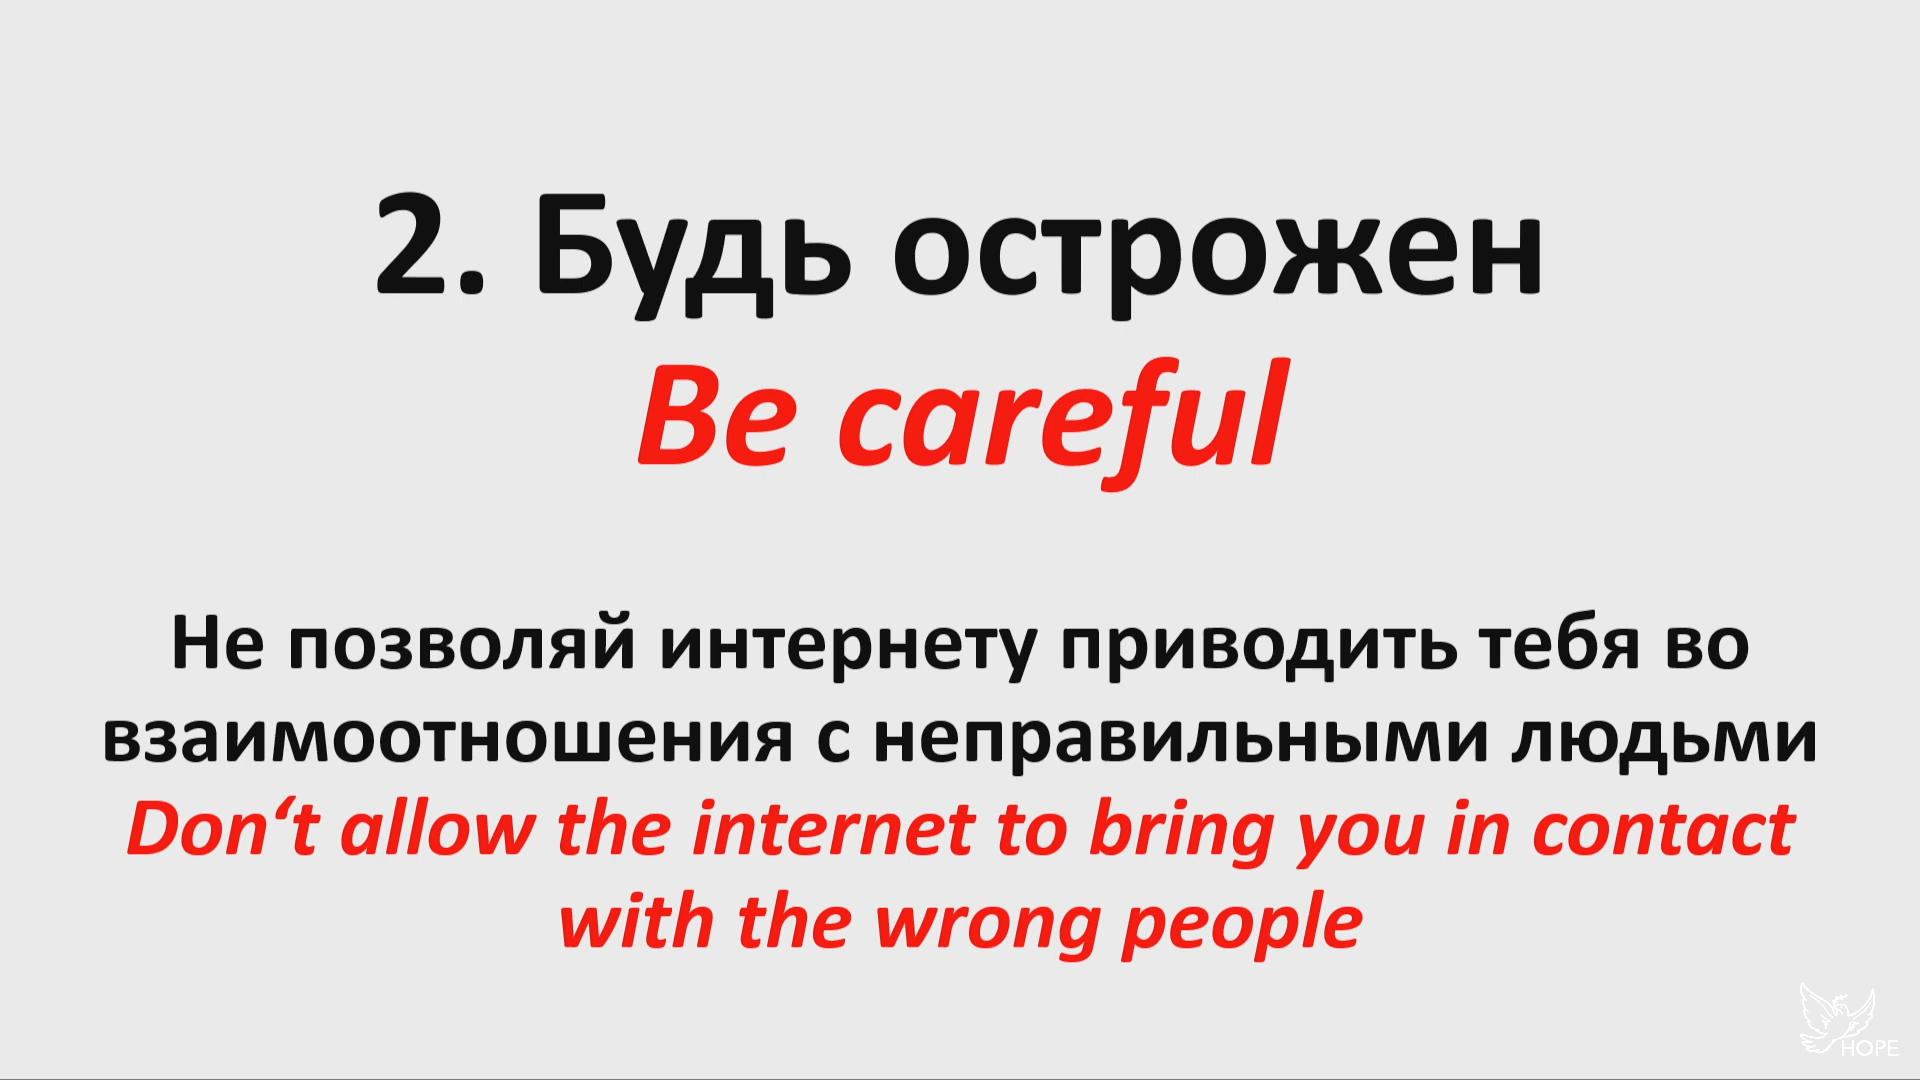 2. Будь острожен
Be careful
Не позволяй интернету приводить тебя во
взаимоотношения с неправильными людьми
Don‘t allow the internet to bring you in contact
with the wrong people
HOPE